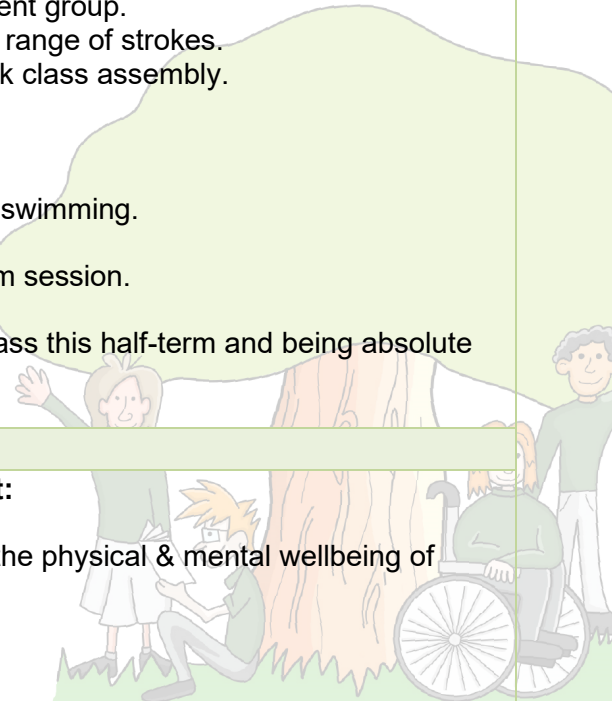 ent group.
range of strokes.
k class assembly.
swimming.
m session.
ass this half-term and being absolute
t:
the physical & mental wellbeing of